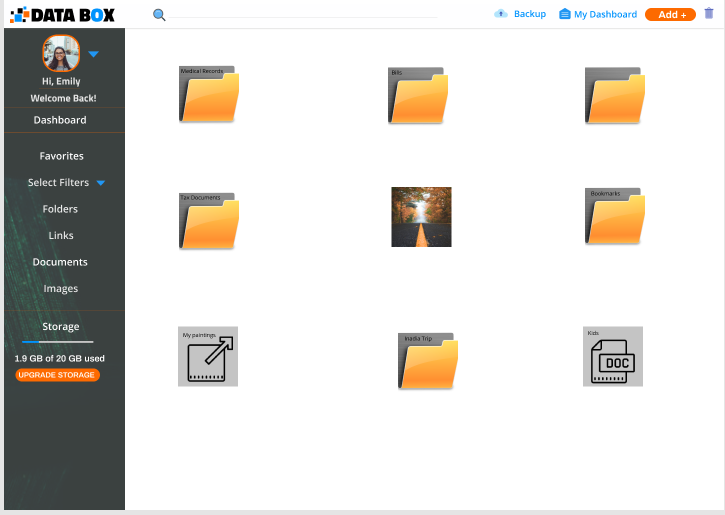 DATA BOX
Backup
My Dashboard
Add +
Hi, Emily
Welcome Back!
Dashboard
Favorites
Select Filters
Folders
Links
Documents
Images
Storage
1.9 GB of 20 GB used
UPGRADE STORAGE
Medical Records
Bills
Tax Documents
Bookmarks
My paintings
Inadia Trip
Kids
DOC